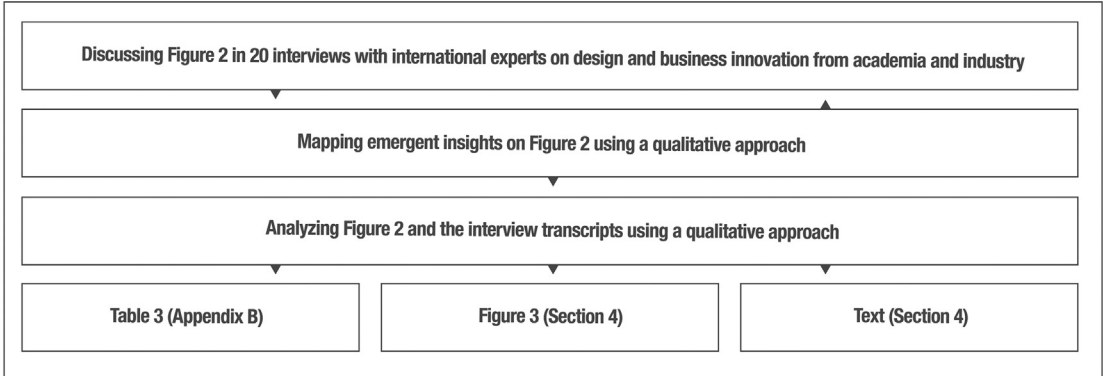 Discussing Figure 2 in 20 interviews with international experts on design and business innovation from academia and industry
Mapping emergent insights on Figure 2 using a qualitative approach
Analyzing Figure 2 and the interview transcripts using a qualitative approach
Table 3 (Appendix B)
Figure 3 (Section 4)
Text (Section 4)